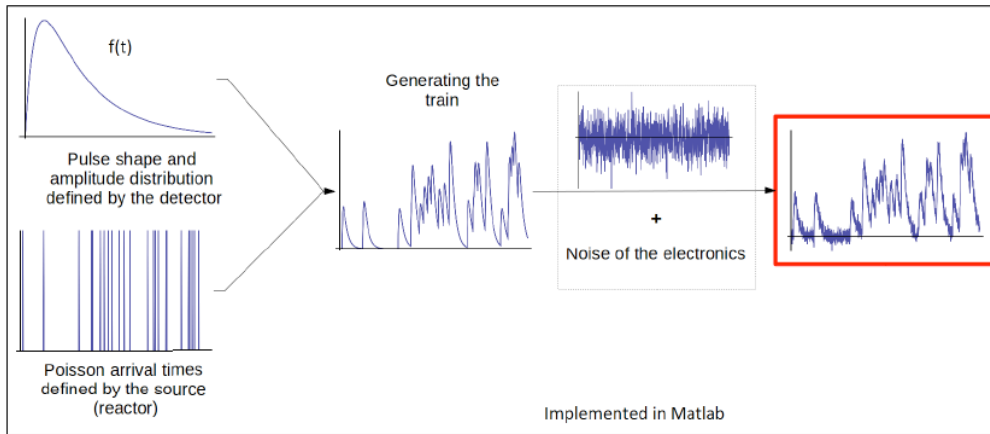 f(t)
Pulse shape and
amplitude distribution
defined by the detector
Poisson arrival times
defined by the source
(reactor)
Generating the
train
+
Noise of the electronics
Implemented in Matlab